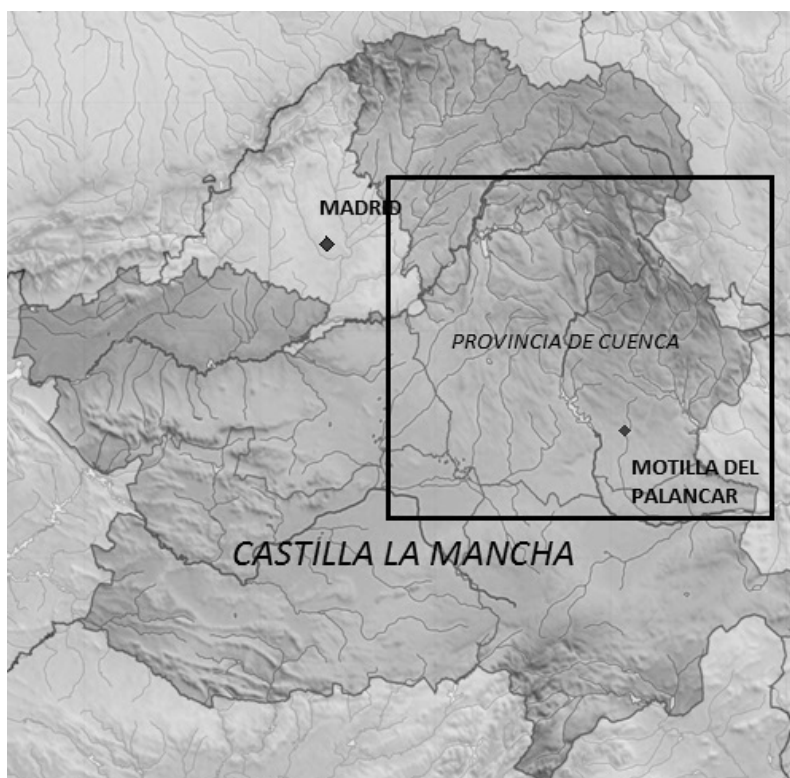 MADRID
PROVINCIA DE CUENCA
MOTILLA DEL
PALANCAR
CASTILLA LA MANCHA